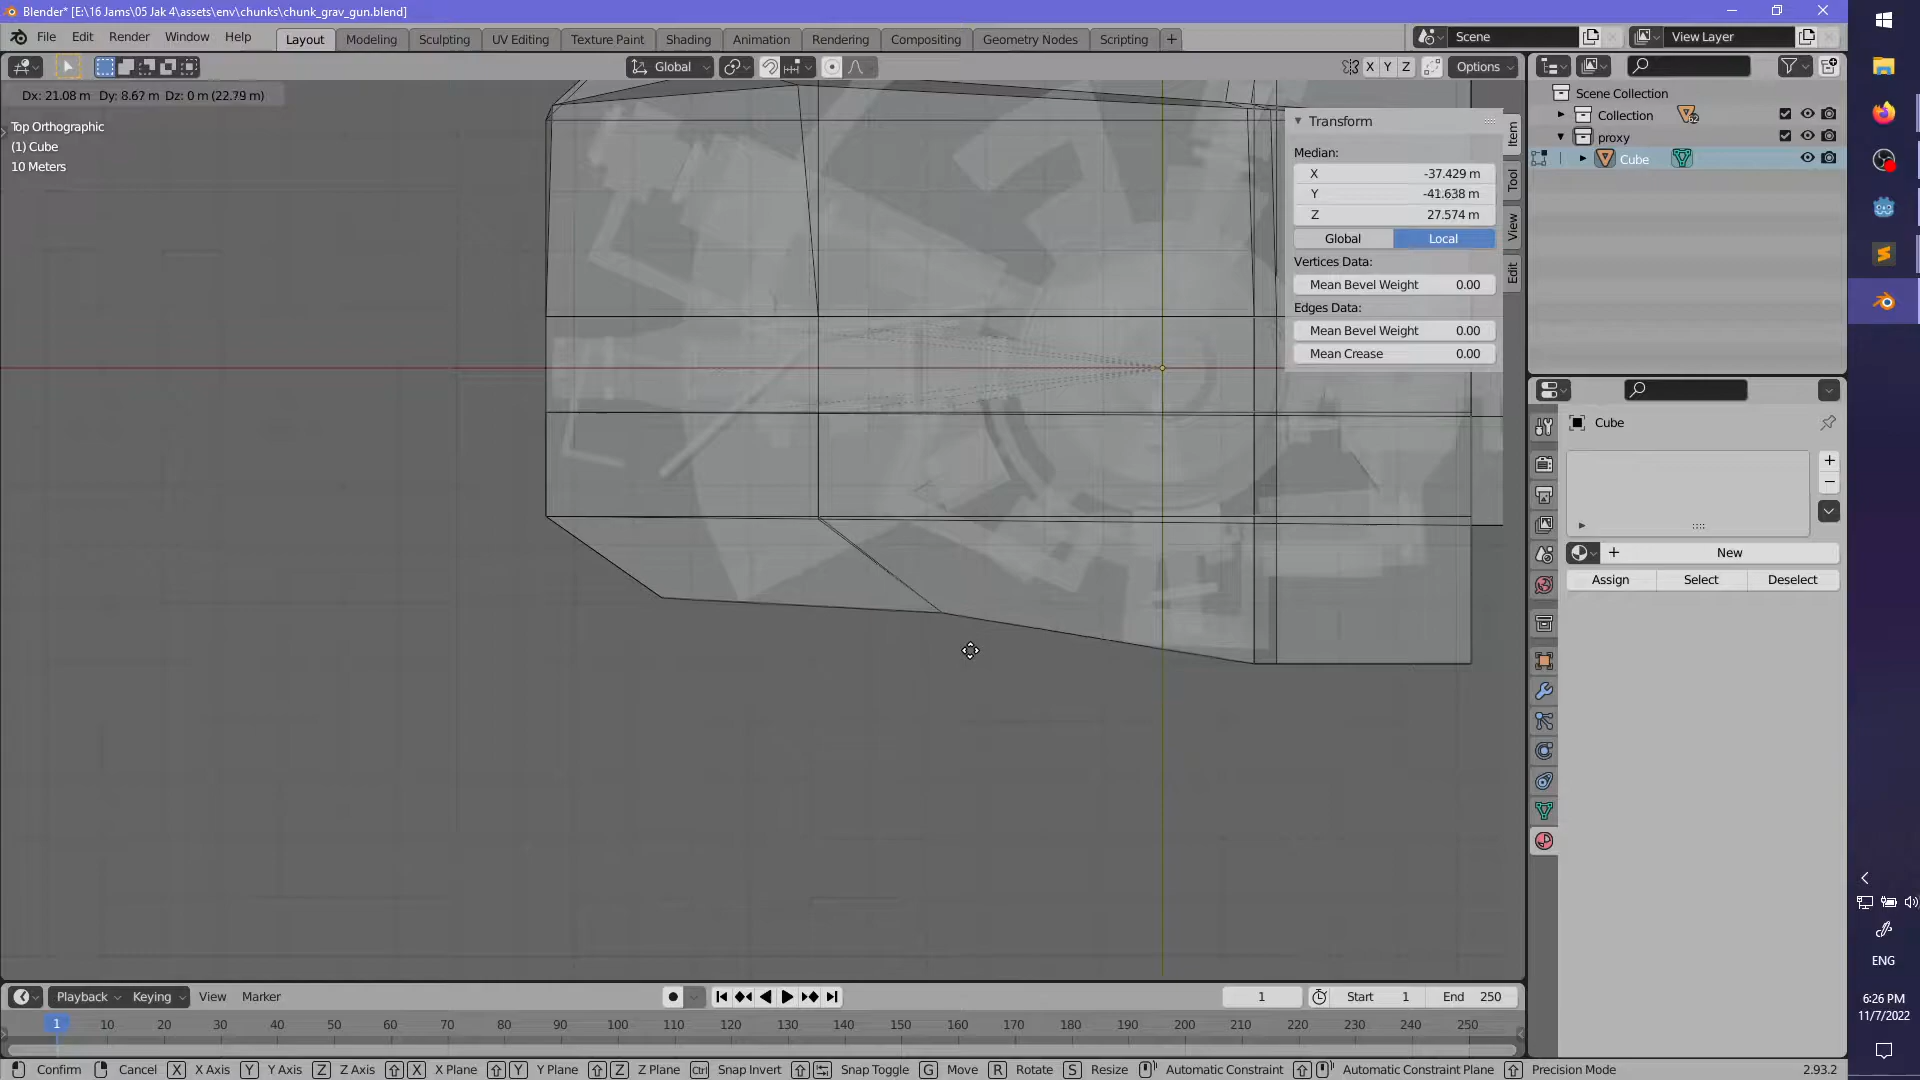 Blender* [E:\16 Jams\05 Jak 4\assets\env\chunks\chunk_grav_gun.blend]
File Edit Render Window Help Layout Modeling Sculpting UV Editing Texture Paint Shading Animation Rendering Compositing Geometry Nodes Scripting + Scene View Layer
Global X Y Z Options
Dx: 21.08 m Dy: 8.67 m Dz: 0 m (22.79 m)
Top Orthographic
(1) Cube
10 Meters
Transform
Median:
X -37.429 m
Y -41.638 m
Z 27.574 m
Global Local
Vertices Data:
Mean Bevel Weight 0.00
Edges Data:
Mean Bevel Weight 0.00
Mean Crease 0.00
Item
Tool
View
Edit
Scene Collection
Collection
proxy
Cube
Cube
+ New
Assign Select Deselect
Playback Keying View Marker 1 Start 1 End 250
1 10 20 30 40 50 60 70 80 90 100 110 120 130 140 150 160 170 180 190 200 210 220 230 240 250
Confirm Cancel X X Axis Y Y Axis Z Z Axis X X Plane Y Y Plane Z Z Plane Ctrl Snap Invert Snap Toggle G Move R Rotate S Resize Automatic Constraint Automatic Constraint Plane Precision Mode 2.93.2
ENG
6:26 PM
11/7/2022